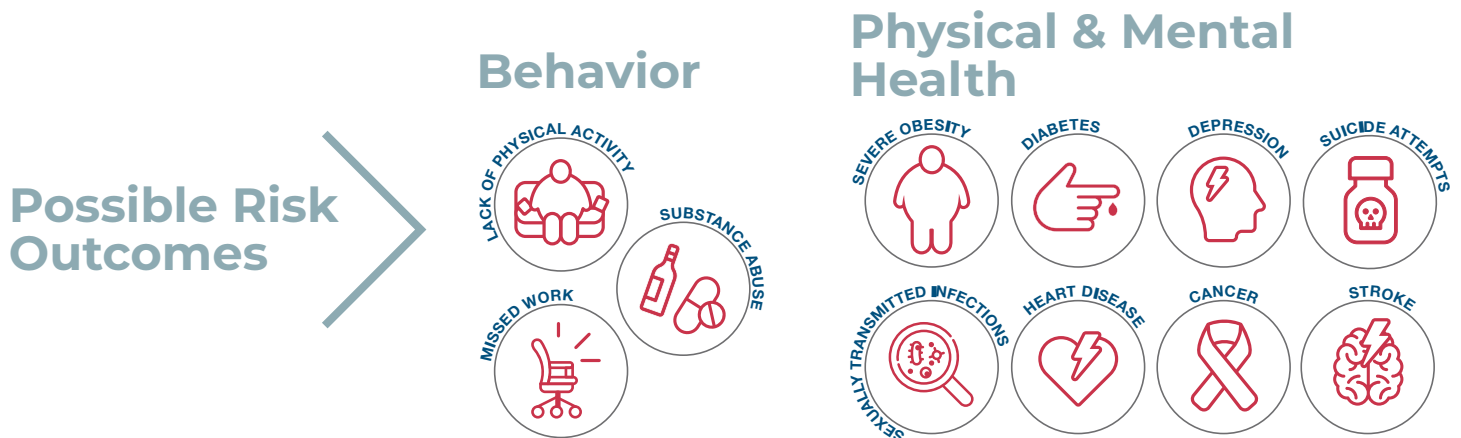 Possible Risk
Outcomes
Behavior
LACK OF PHYSICAL ACTIVITY
SUBSTANCE ABUSE
MISSED WORK
Physical & Mental
Health
SEVERE OBESITY
DIABETES
DEPRESSION
SUICIDE ATTEMPTS
SEXUALLY TRANSMITTED INFECTIONS
HEART DISEASE
CANCER
STROKE